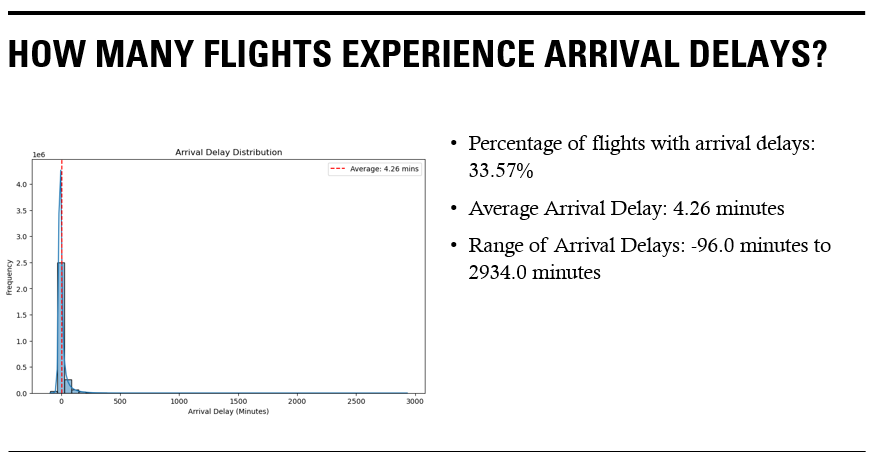 HOW MANY FLIGHTS EXPERIENCE ARRIVAL DELAYS?
Arrival Delay Distribution
1e6
Average: 4.26 mins
4.0
3.5
3.0
2.5
2.0
1.5
1.0
0.5
0.0
Frequency
0 500 1000 1500 2000 2500 3000
Arrival Delay (Minutes)
• Percentage of flights with arrival delays:
33.57%
• Average Arrival Delay: 4.26 minutes
• Range of Arrival Delays: -96.0 minutes to
2934.0 minutes